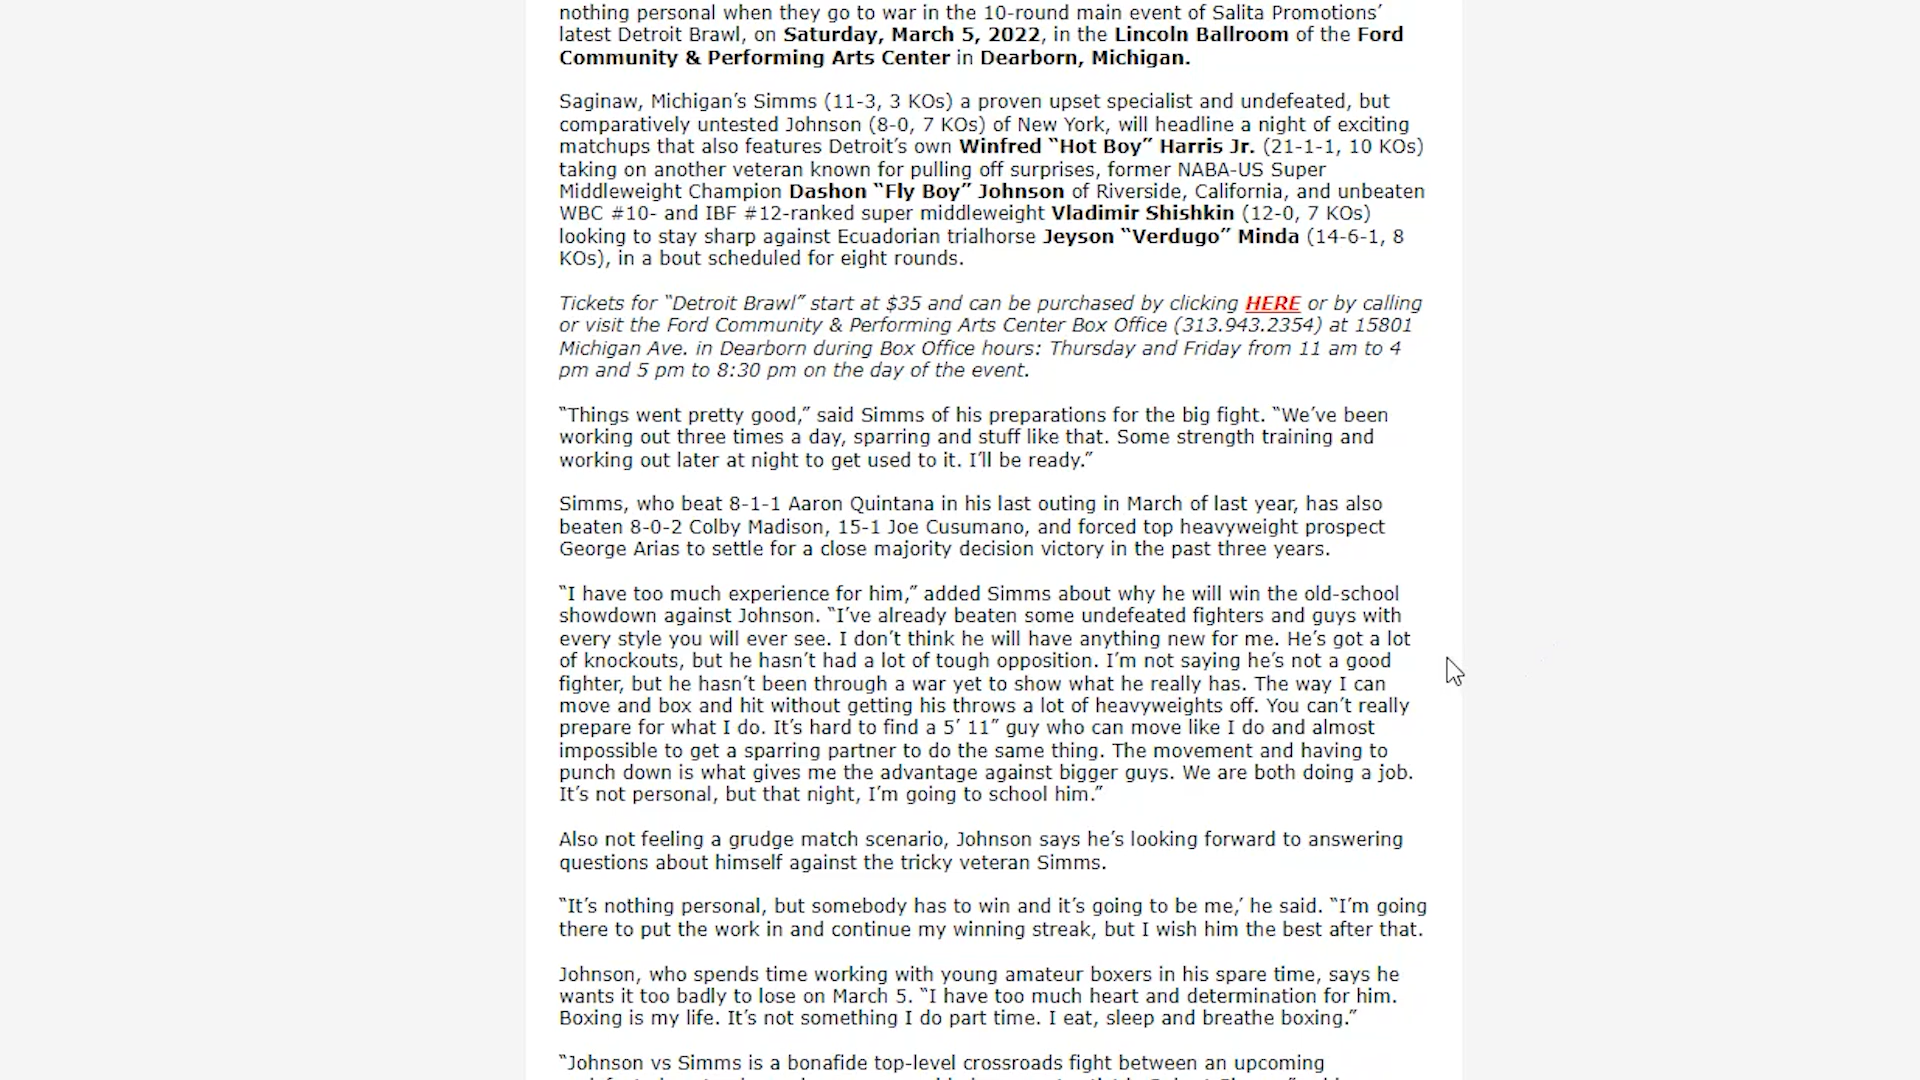 nothing personal when they go to war in the 10-round main event of Salita Promotions’
latest Detroit Brawl, on Saturday, March 5, 2022, in the Lincoln Ballroom of the Ford
Community & Performing Arts Center in Dearborn, Michigan.
Saginaw, Michigan’s Simms (11-3, 3 KOs) a proven upset specialist and undefeated, but
comparatively untested Johnson (8-0, 7 KOs) of New York, will headline a night of exciting
matchups that also features Detroit’s own Winfred “Hot Boy” Harris Jr. (21-1-1, 10 KOs)
taking on another veteran known for pulling off surprises, former NABA-US Super
Middleweight Champion Dashon “Fly Boy” Johnson of Riverside, California, and unbeaten
WBC #10- and IBF #12-ranked super middleweight Vladimir Shishkin (12-0, 7 KOs)
looking to stay sharp against Ecuadorian trialhorse Jeyson “Verdugo” Minda (14-6-1, 8
KOs), in a bout scheduled for eight rounds.
Tickets for “Detroit Brawl” start at $35 and can be purchased by clicking HERE or by calling
or visit the Ford Community & Performing Arts Center Box Office (313.943.2354) at 15801
Michigan Ave. in Dearborn during Box Office hours: Thursday and Friday from 11 am to 4
pm and 5 pm to 8:30 pm on the day of the event.
“Things went pretty good,” said Simms of his preparations for the big fight. “We’ve been
working out three times a day, sparring and stuff like that. Some strength training and
working out later at night to get used to it. I’ll be ready.”
Simms, who beat 8-1-1 Aaron Quintana in his last outing in March of last year, has also
beaten 8-0-2 Colby Madison, 15-1 Joe Cusumano, and forced top heavyweight prospect
George Arias to settle for a close majority decision victory in the past three years.
“I have too much experience for him,” added Simms about why he will win the old-school
showdown against Johnson. “I’ve already beaten some undefeated fighters and guys with
every style you will ever see. I don’t think he will have anything new for me. He’s got a lot
of knockouts, but he hasn’t had a lot of tough opposition. I’m not saying he’s not a good
fighter, but he hasn’t been through a war yet to show what he really has. The way I can
move and box and hit without getting his throws a lot of heavyweights off. You can’t really
prepare for what I do. It’s hard to find a 5’ 11” guy who can move like I do and almost
impossible to get a sparring partner to do the same thing. The movement and having to
punch down is what gives me the advantage against bigger guys. We are both doing a job.
It’s not personal, but that night, I’m going to school him.”
Also not feeling a grudge match scenario, Johnson says he’s looking forward to answering
questions about himself against the tricky veteran Simms.
“It’s nothing personal, but somebody has to win and it’s going to be me,’ he said. “I’m going
there to put the work in and continue my winning streak, but I wish him the best after that.
Johnson, who spends time working with young amateur boxers in his spare time, says he
wants it too badly to lose on March 5. “I have too much heart and determination for him.
Boxing is my life. It’s not something I do part time. I eat, sleep and breathe boxing.”
“Johnson vs Simms is a bonafide top-level crossroads fight between an upcoming